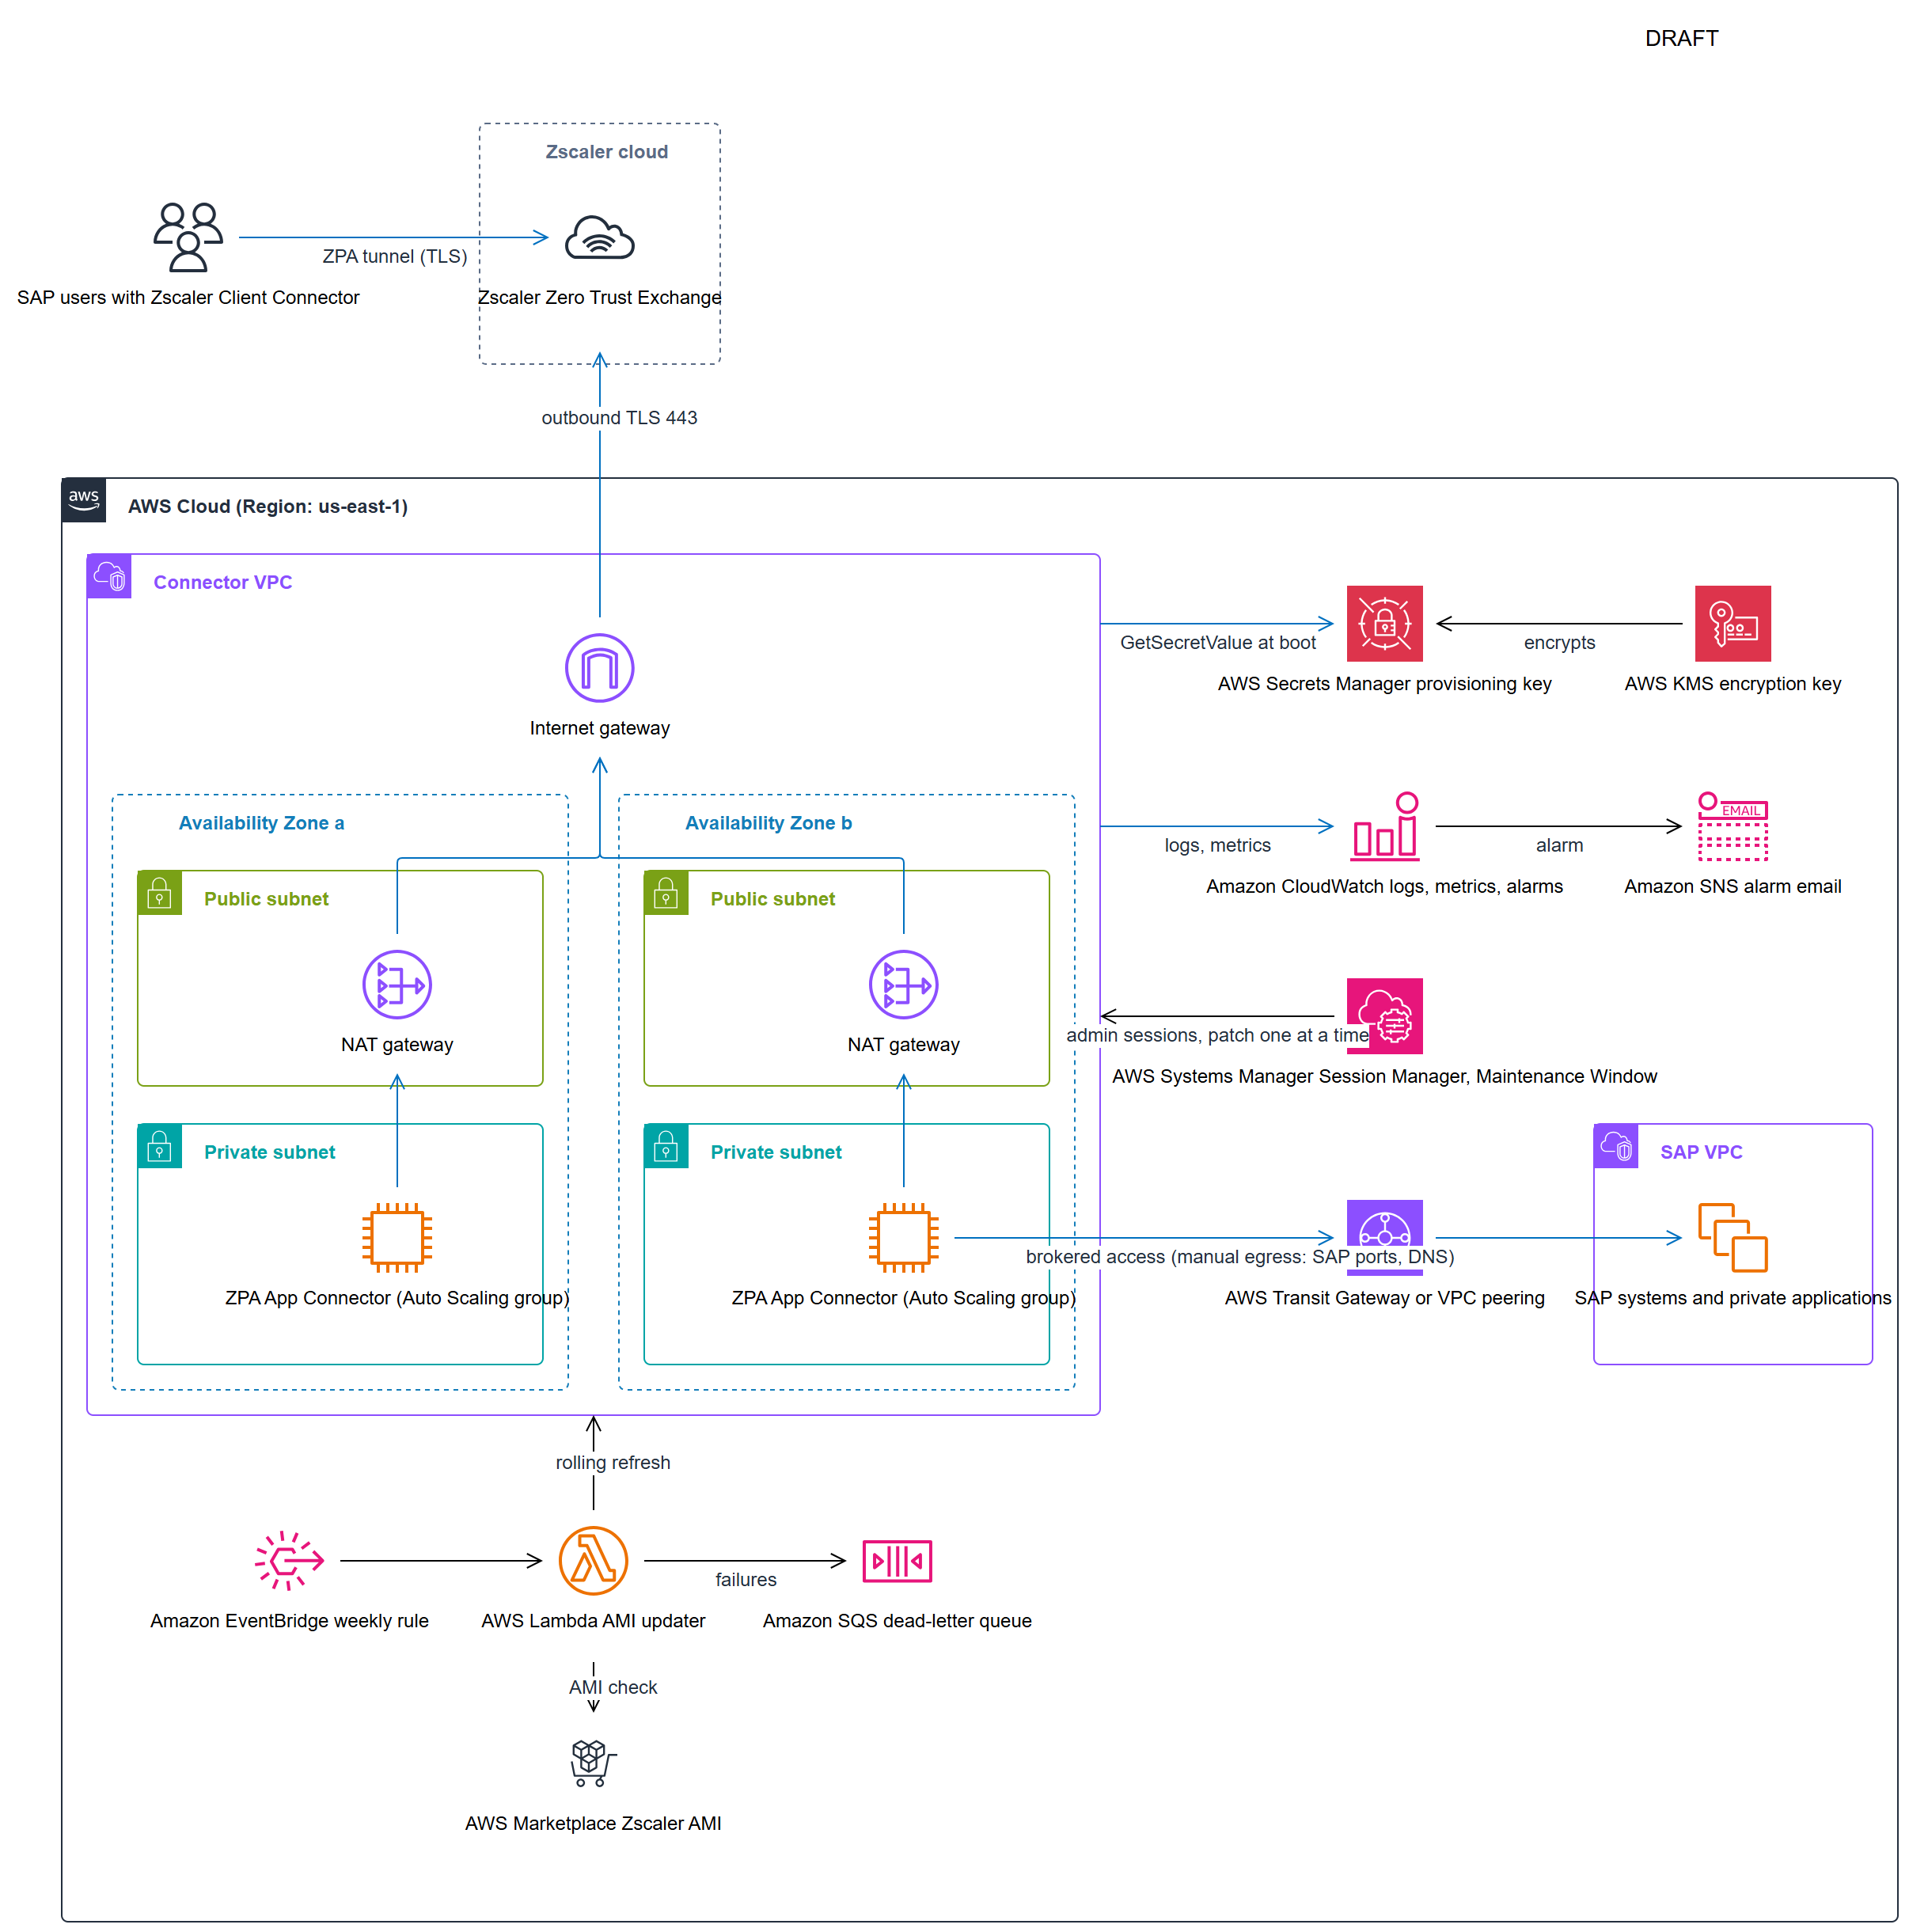 DRAFT
Zscaler cloud
ZPA tunnel (TLS)
SAP users with Zscaler Client Connector
Zscaler Zero Trust Exchange
outbound TLS 443
aws
AWS Cloud (Region: us-east-1)
Connector VPC
GetSecretValue at boot
encrypts
AWS Secrets Manager provisioning key
AWS KMS encryption key
Internet gateway
Availability Zone a
Availability Zone b
EMAIL
logs, metrics
alarm
Amazon CloudWatch logs, metrics, alarms
Amazon SNS alarm email
Public subnet
Public subnet
NAT gateway
NAT gateway
admin sessions, patch one at a time
AWS Systems Manager Session Manager, Maintenance Window
Private subnet
Private subnet
SAP VPC
brokered access (manual egress: SAP ports, DNS)
ZPA App Connector (Auto Scaling group)
ZPA App Connector (Auto Scaling group)
AWS Transit Gateway or VPC peering
SAP systems and private applications
rolling refresh
failures
Amazon EventBridge weekly rule
AWS Lambda AMI updater
Amazon SQS dead-letter queue
AMI check
AWS Marketplace Zscaler AMI